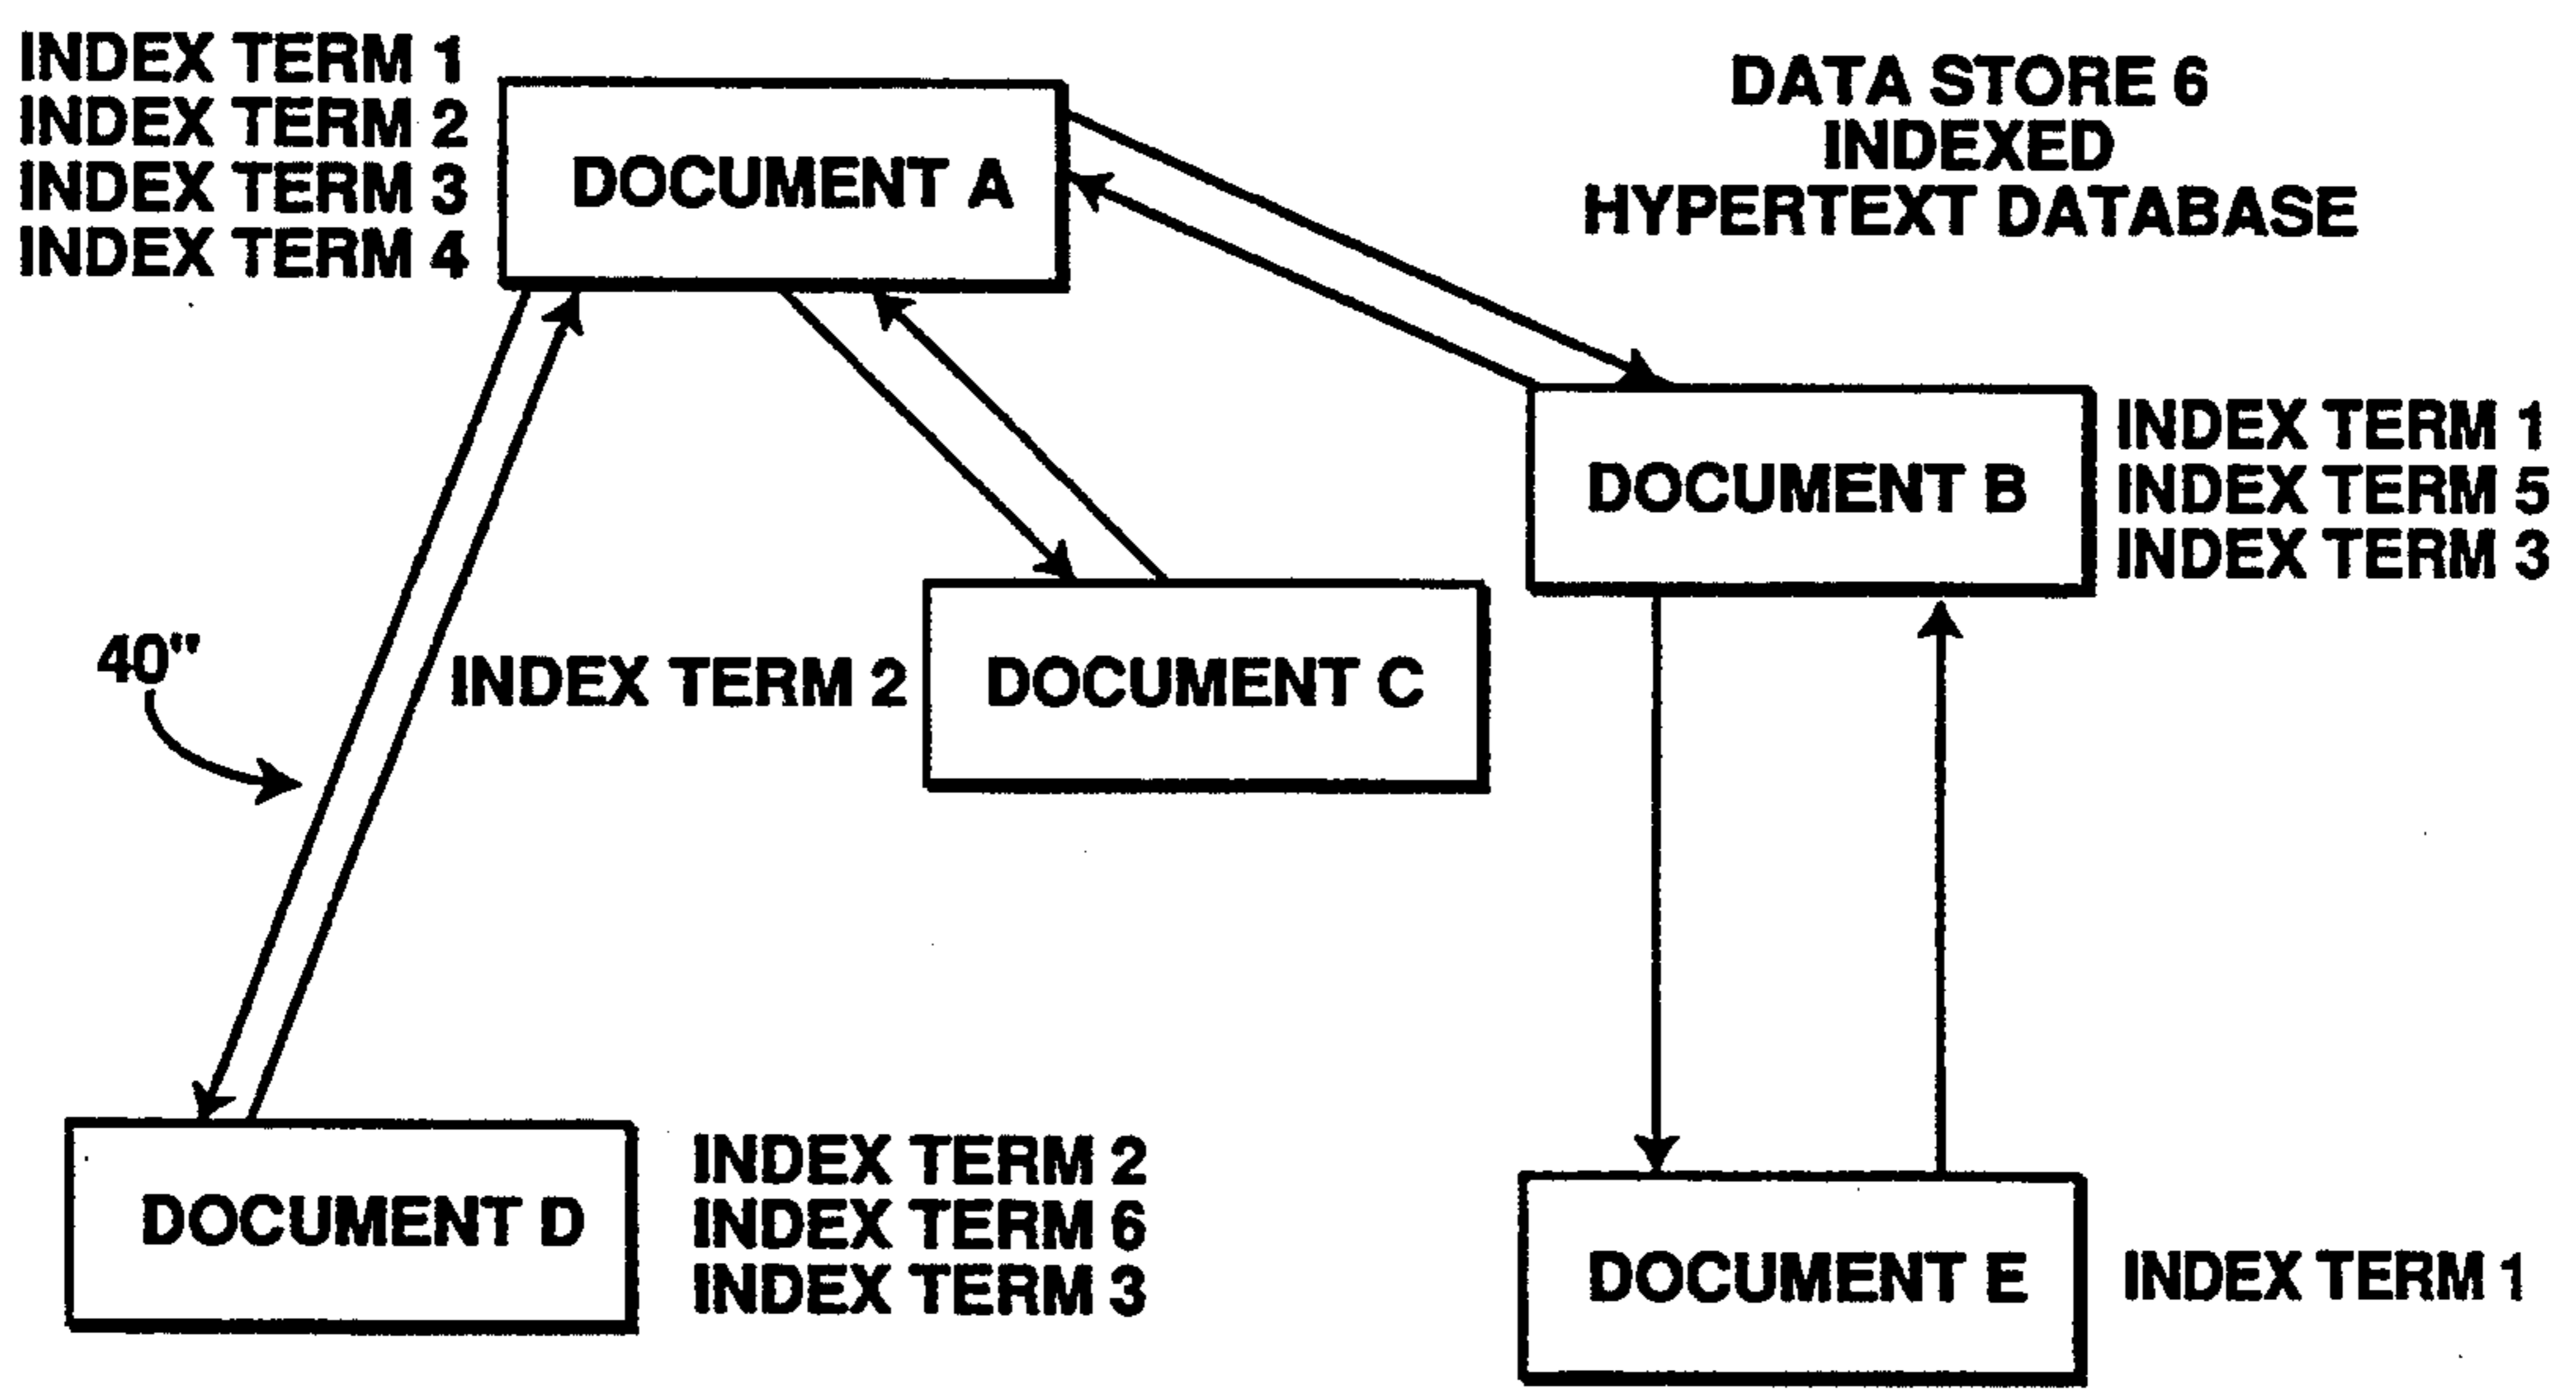 INDEX TERM 1
INDEX TERM 2
INDEX TERM 3
INDEX TERM 4
DOCUMENT A
DATA STORE 6
INDEXED
HYPERTEXT DATABASE
DOCUMENT B
INDEX TERM 1
INDEX TERM 5
INDEX TERM 3
40"
INDEX TERM 2
DOCUMENT C
DOCUMENT D
INDEX TERM 2
INDEX TERM 6
INDEX TERM 3
DOCUMENT E
INDEX TERM 1